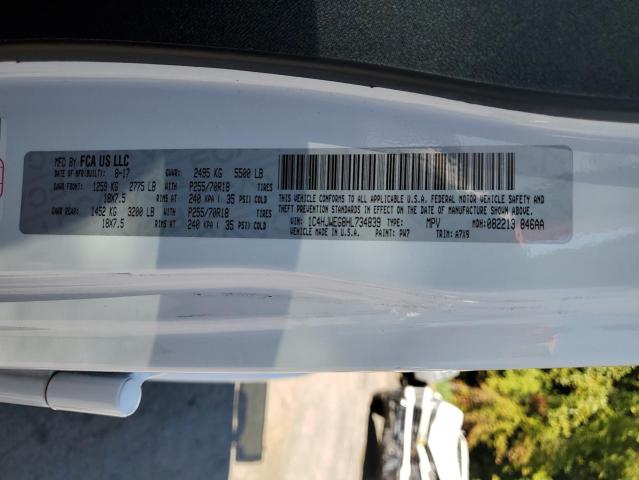 MFD BY FCA US LLC
DATE OF MFR(BUILT): 8-17 GVWR: 2495 KG 5500 LB
GAWR FRONT: 1259 KG 2775 LB WITH P255/70R18 TIRES
18X7.5 RIMS AT 240 KPA ( 35 PSI) COLD
GAWR REAR: 1452 KG 3200 LB WITH P255/70R18 TIRES
18X7.5 RIMS AT 240 KPA ( 35 PSI) COLD
THIS VEHICLE CONFORMS TO ALL APPLICABLE U.S.A. FEDERAL MOTOR VEHICLE SAFETY
AND THEFT PREVENTION STANDARDS IN EFFECT ON THE DATE OF MANUFACTURE SHOWN ABOVE.
VIN: 1C4HJWEG8HL734839 TYPE: MPV MDH: 082213 846AA
MADE IN U.S.A. PAINT: PW7 TRIM: A7X9